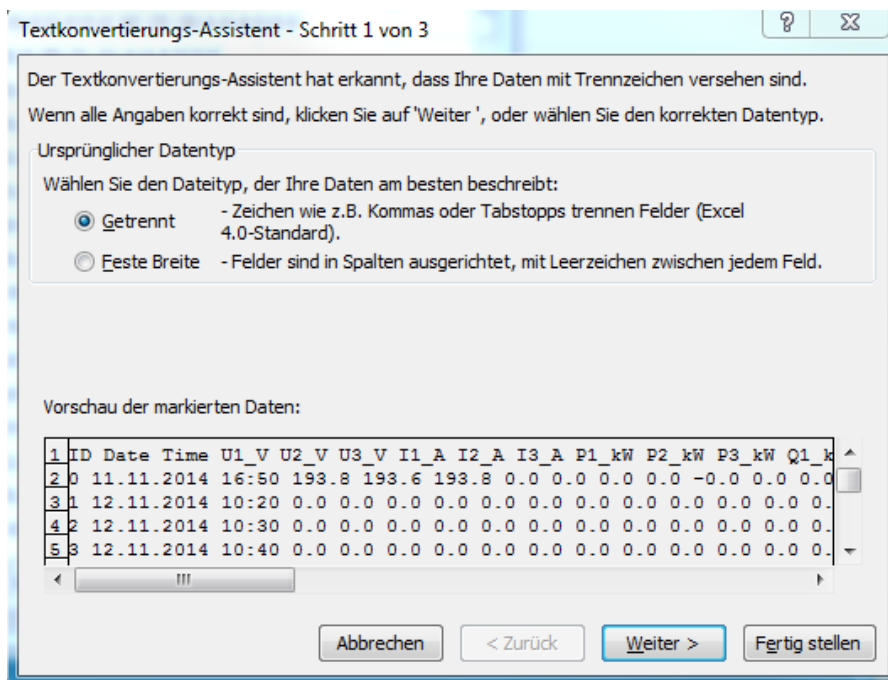 Textkonvertierungs-Assistent - Schritt 1 von 3
Der Textkonvertierungs-Assistent hat erkannt, dass Ihre Daten mit Trennzeichen versehen sind.
Wenn alle Angaben korrekt sind, klicken Sie auf 'Weiter ', oder wählen Sie den korrekten Datentyp.
Ursprünglicher Datentyp
Wählen Sie den Dateityp, der Ihre Daten am besten beschreibt:
Getrennt - Zeichen wie z.B. Kommas oder Tabstopps trennen Felder (Excel
4.0-Standard).
Feste Breite - Felder sind in Spalten ausgerichtet, mit Leerzeichen zwischen jedem Feld.
Vorschau der markierten Daten:
1 ID Date Time U1_V U2_V U3_V I1_A I2_A I3_A P1_kW P2_kW P3_kW Q1_k
2 0 11.11.2014 16:50 193.8 193.6 193.8 0.0 0.0 0.0 0.0 -0.0 0.0 0.0
3 1 12.11.2014 10:20 0.0 0.0 0.0 0.0 0.0 0.0 0.0 0.0 0.0 0.0 0.
4 2 12.11.2014 10:30 0.0 0.0 0.0 0.0 0.0 0.0 0.0 0.0 0.0 0.0 0.
5 3 12.11.2014 10:40 0.0 0.0 0.0 0.0 0.0 0.0 0.0 0.0 0.0 0.0 0.
Abbrechen < Zurück Weiter > Fertig stellen